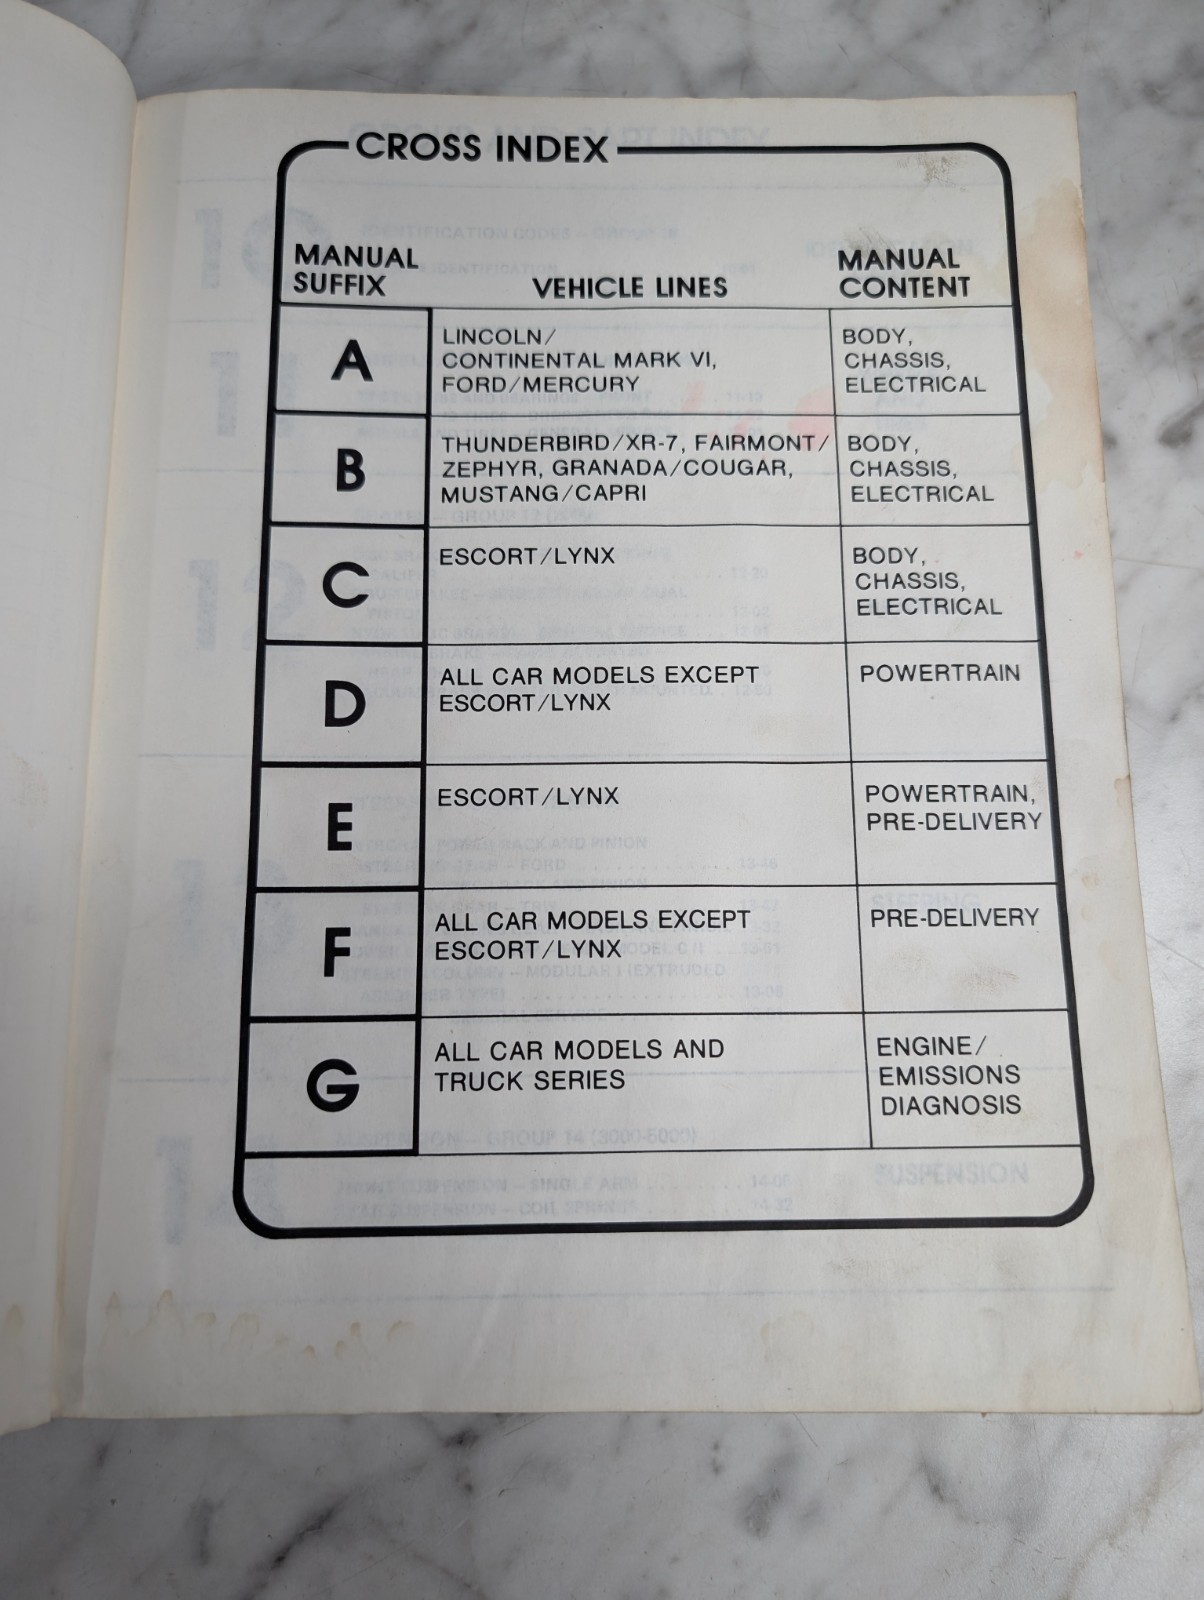 CROSS INDEX
MANUAL
SUFFIX
VEHICLE LINES
MANUAL
CONTENT
A
LINCOLN/
CONTINENTAL MARK VI,
FORD/MERCURY
BODY,
CHASSIS,
ELECTRICAL
B
THUNDERBIRD/XR-7, FAIRMONT/
ZEPHYR, GRANADA/COUGAR,
MUSTANG/CAPRI
BODY,
CHASSIS,
ELECTRICAL
C
ESCORT/LYNX
BODY,
CHASSIS,
ELECTRICAL
D
ALL CAR MODELS EXCEPT
ESCORT/LYNX
POWERTRAIN
E
ESCORT/LYNX
POWERTRAIN,
PRE-DELIVERY
F
ALL CAR MODELS EXCEPT
ESCORT/LYNX
PRE-DELIVERY
G
ALL CAR MODELS AND
TRUCK SERIES
ENGINE/
EMISSIONS
DIAGNOSIS